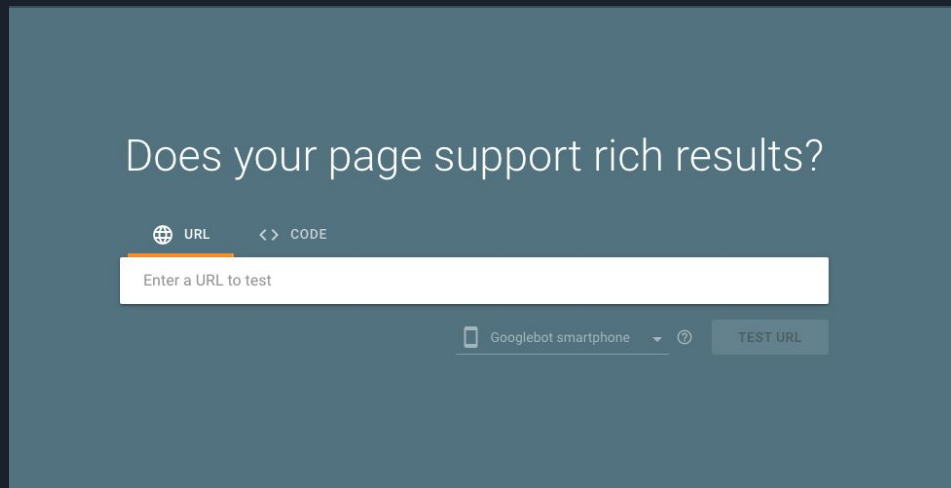 Does your page support rich results?
URL
<> CODE
Enter a URL to test
Googlebot smartphone
TEST URL